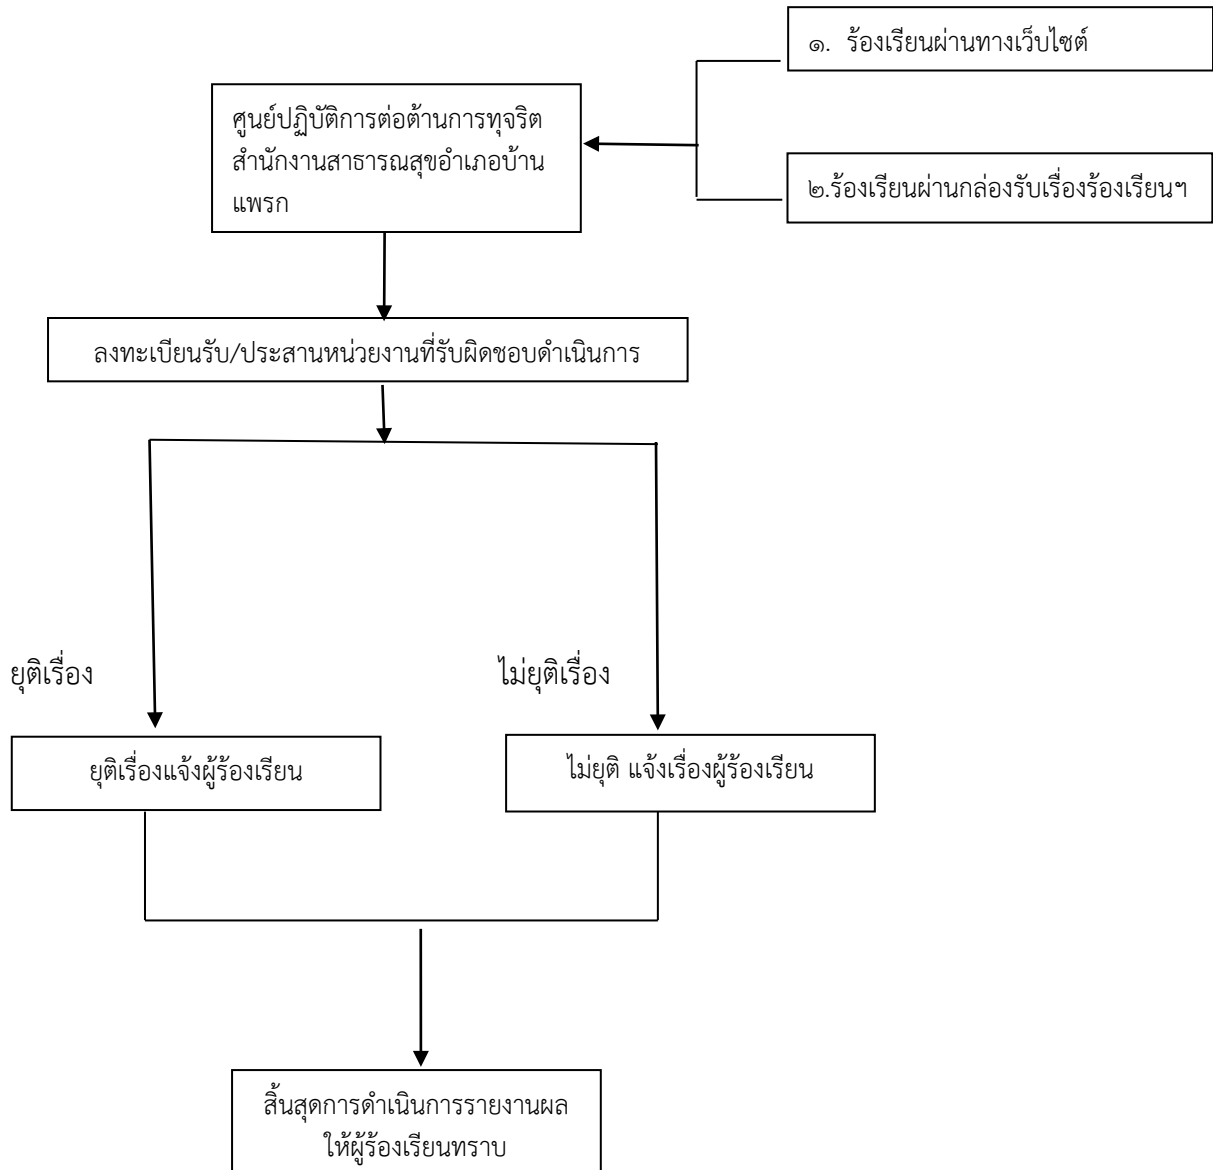 ๑. ร้องเรียนผ่านทางเว็บไซต์
ศูนย์ปฏิบัติการต่อต้านการทุจริต
สำนักงานสาธารณสุขอำเภอบ้าน
แพรก
๒.ร้องเรียนผ่านกล่องรับเรื่องร้องเรียนฯ
ลงทะเบียนรับ/ประสานหน่วยงานที่รับผิดชอบดำเนินการ
ยุติเรื่อง
ไม่ยุติเรื่อง
ยุติเรื่องแจ้งผู้ร้องเรียน
ไม่ยุติ แจ้งเรื่องผู้ร้องเรียน
สิ้นสุดการดำเนินการรายงานผล
ให้ผู้ร้องเรียนทราบ